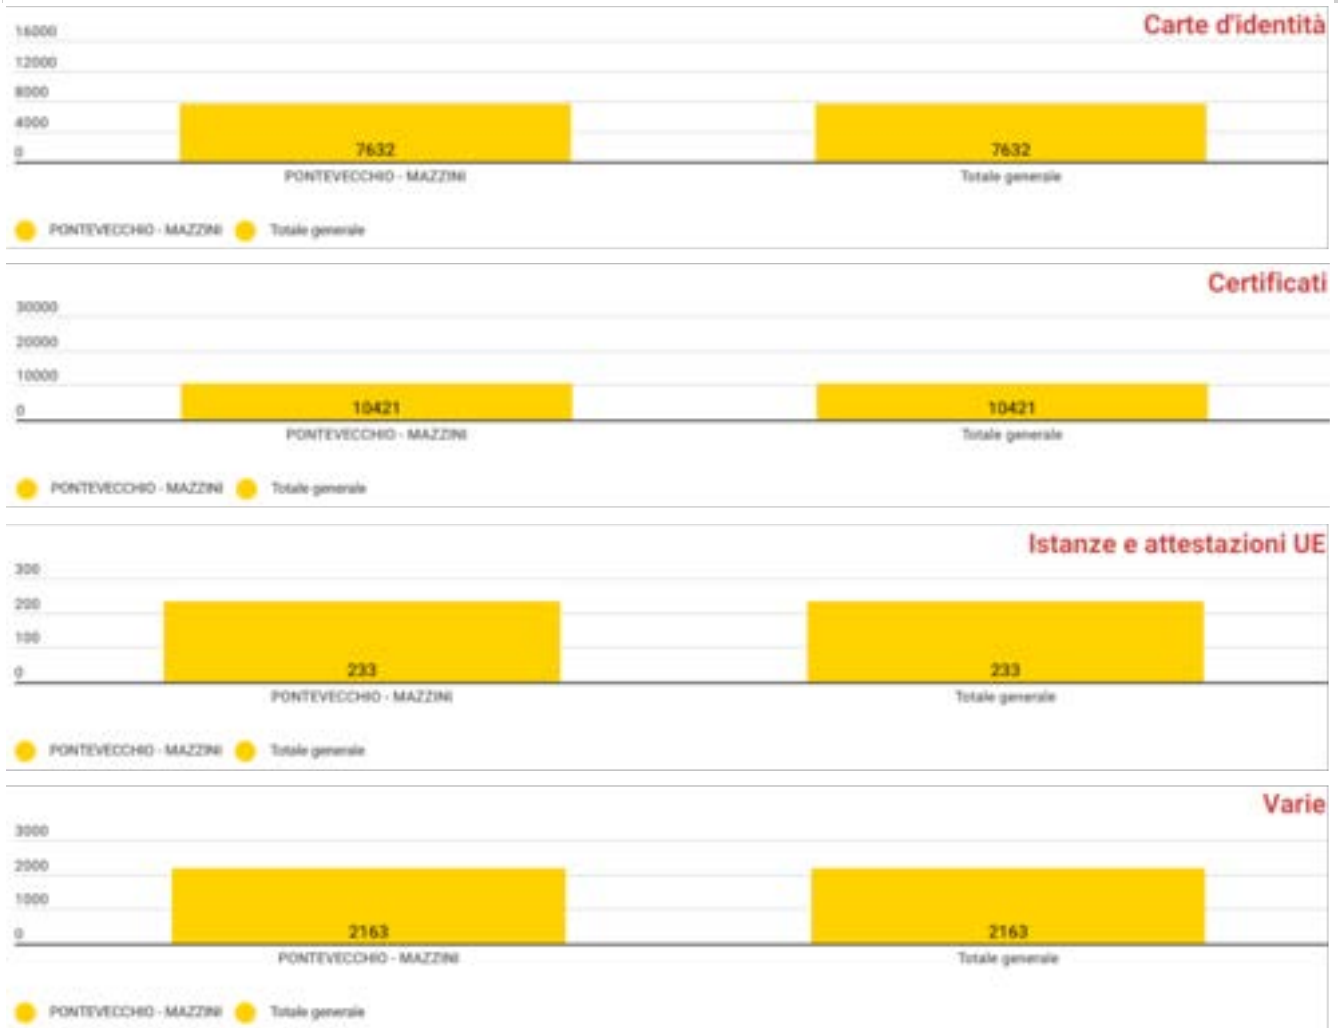 Carte d'identità
16000
12000
8000
4000
0
7632 7632
PONTEVECCHIO - MAZZINI Totale generale
PONTEVECCHIO - MAZZINI Totale generale
Certificati
30000
20000
10000
0
10421 10421
PONTEVECCHIO - MAZZINI Totale generale
PONTEVECCHIO - MAZZINI Totale generale
Istanze e attestazioni UE
300
200
100
0
233 233
PONTEVECCHIO - MAZZINI Totale generale
PONTEVECCHIO - MAZZINI Totale generale
Varie
3000
2000
1000
0
2163 2163
PONTEVECCHIO - MAZZINI Totale generale
PONTEVECCHIO - MAZZINI Totale generale